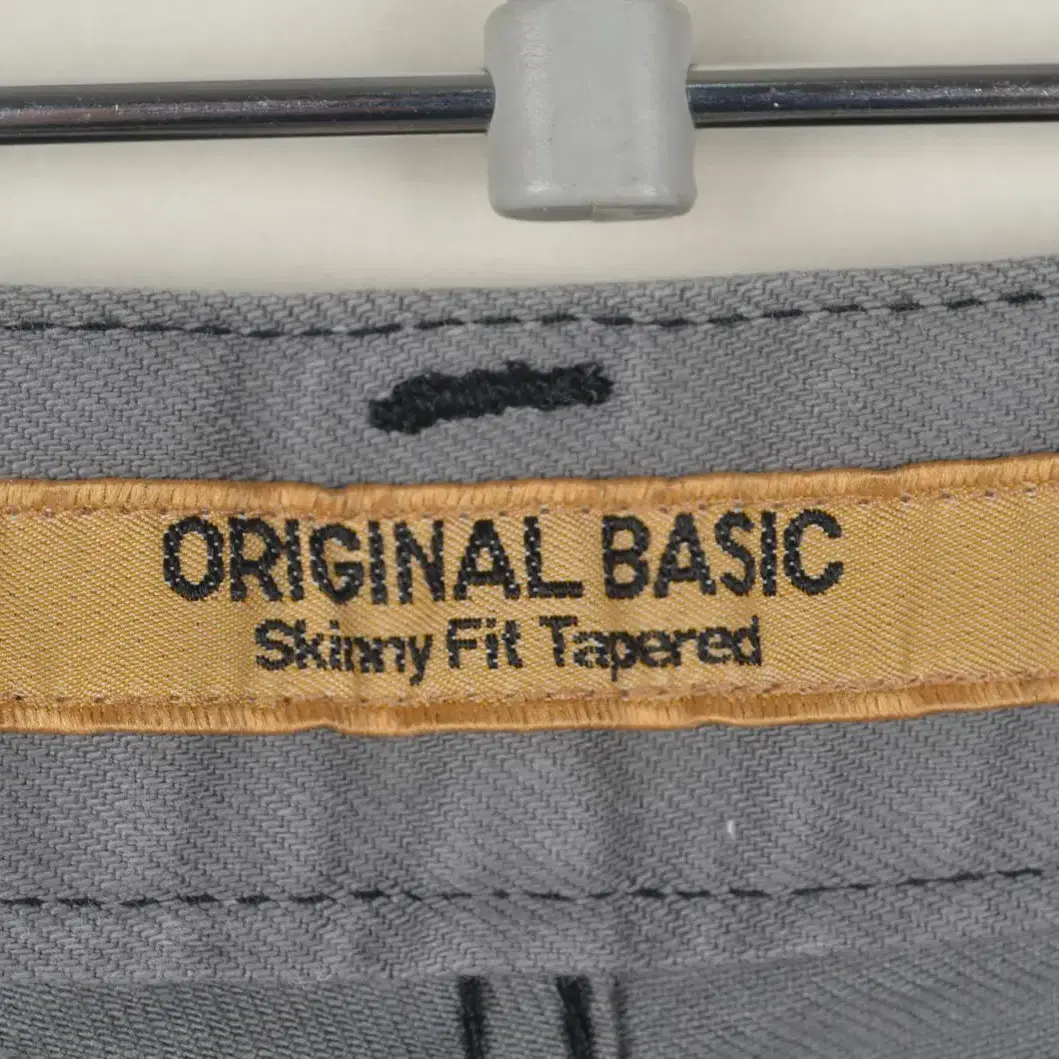 ORIGINAL BASIC
Skinny Fit Tapered